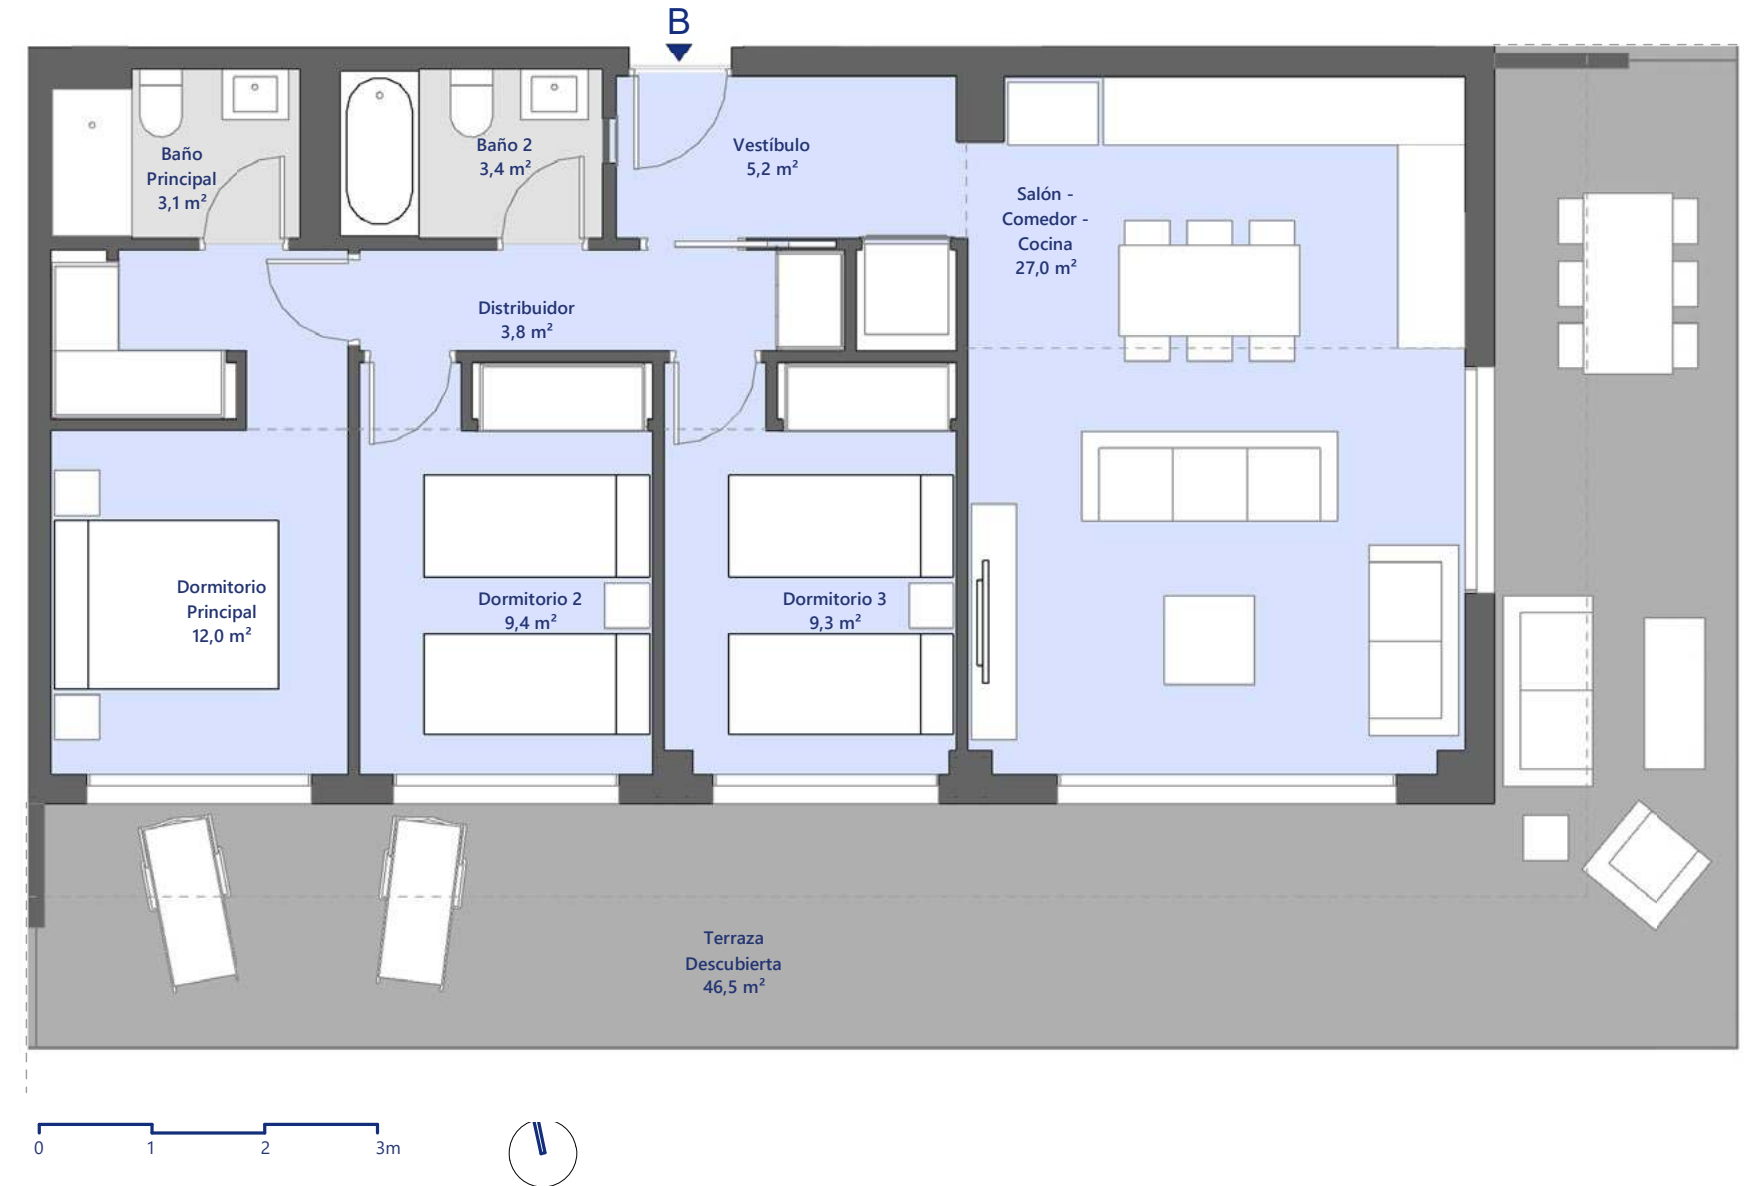 B
Baño
Principal
3,1 m²
Baño 2
3,4 m²
Vestíbulo
5,2 m²
Salón -
Comedor -
Cocina
27,0 m²
Distribuidor
3,8 m²
Dormitorio
Principal
12,0 m²
Dormitorio 2
9,4 m²
Dormitorio 3
9,3 m²
Terraza
Descubierta
46,5 m²
0 1 2 3m